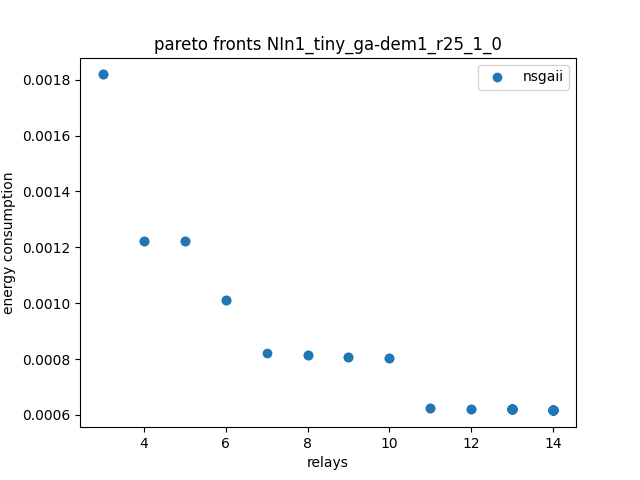 pareto fronts NIn1_tiny_ga-dem1_r25_1_0
nsgaii
0.0018
0.0016
0.0014
0.0012
0.0010
0.0008
0.0006
energy consumption
4 6 8 10 12 14
relays